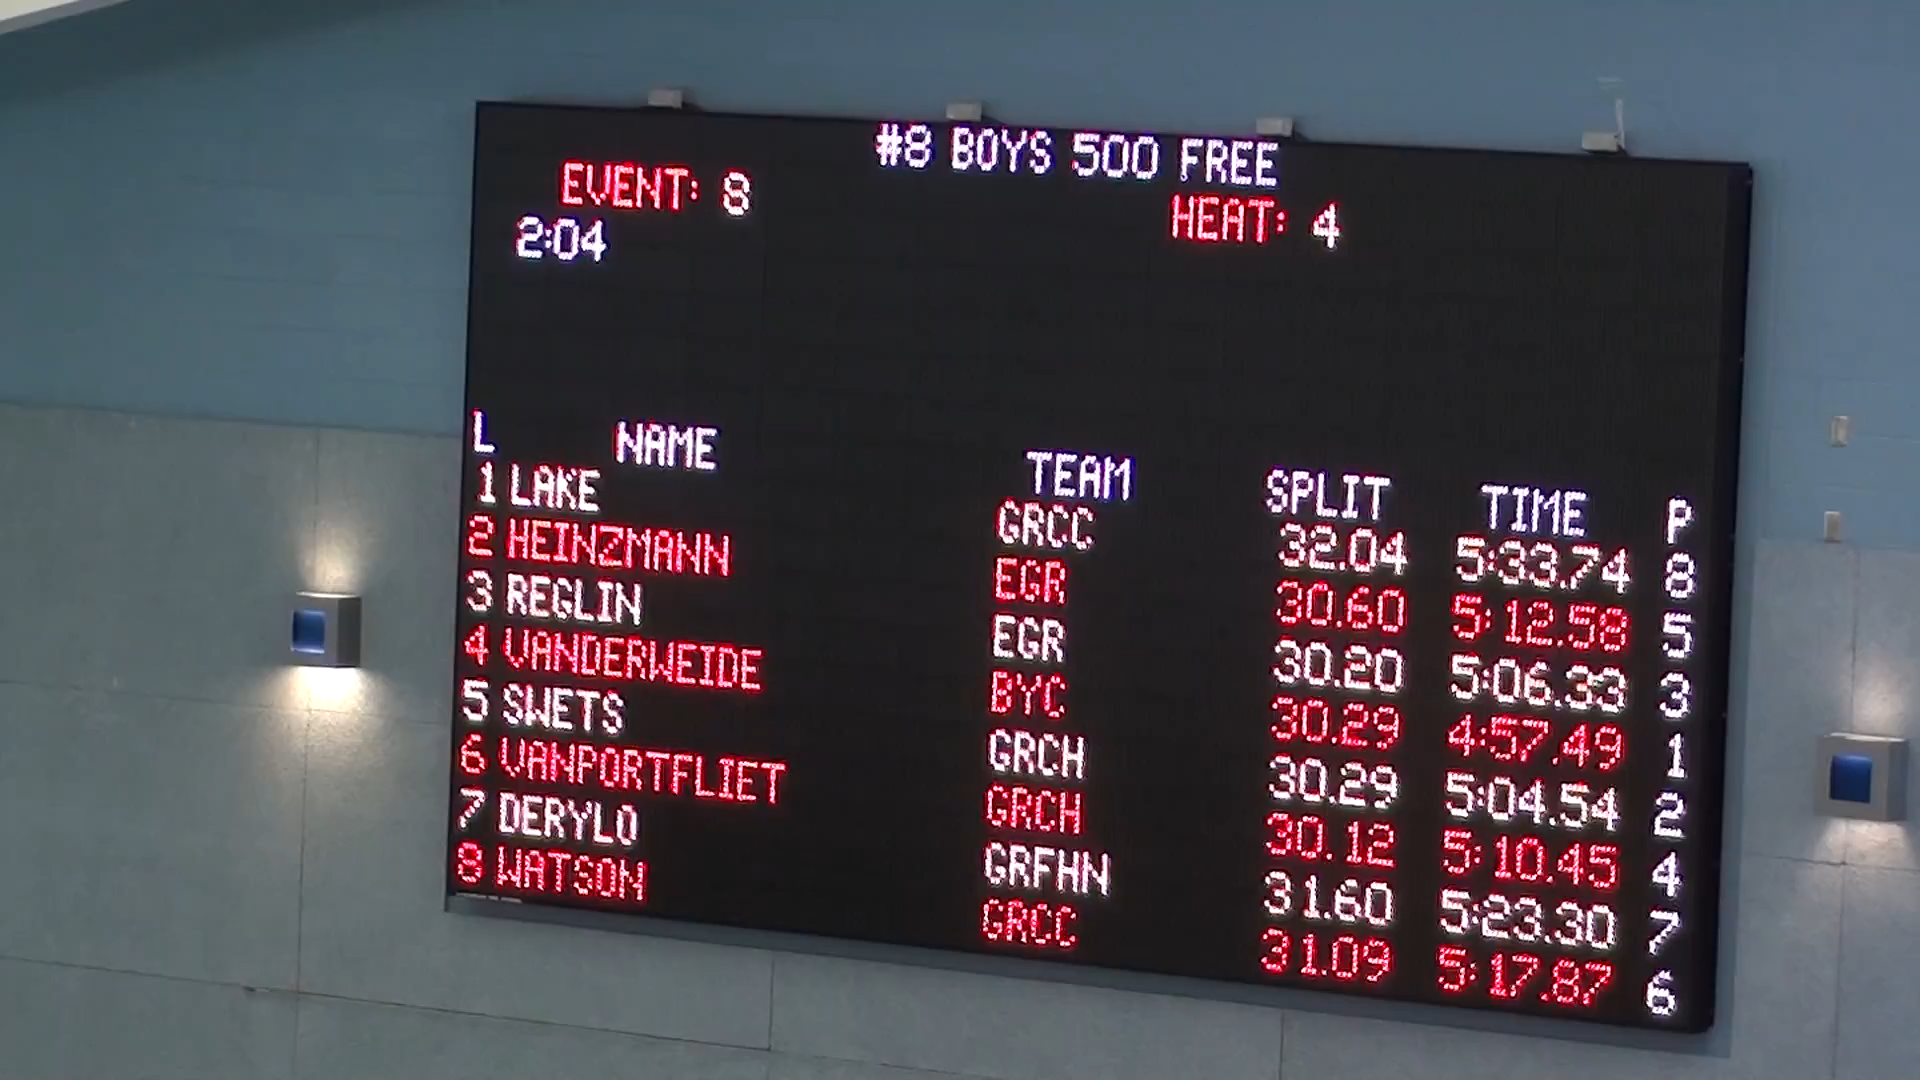 #8 BOYS 500 FREE
EVENT: 8 HEAT: 4
2:04
L NAME TEAM SPLIT TIME P
1 LAKE GRCC 32.04 5:33.74 8
2 HEINZMANN EGR 30.60 5:12.58 5
3 REGLIN EGR 30.20 5:06.33 3
4 VANDERWEIDE BYC 30.29 4:57.49 1
5 SWETS GRCH 30.29 5:04.54 2
6 VANPORTFLIET GRCH 30.12 5:10.45 4
7 DERYLO GRFHN 31.60 5:23.30 7
8 WATSON GRCC 31.09 5:17.87 6